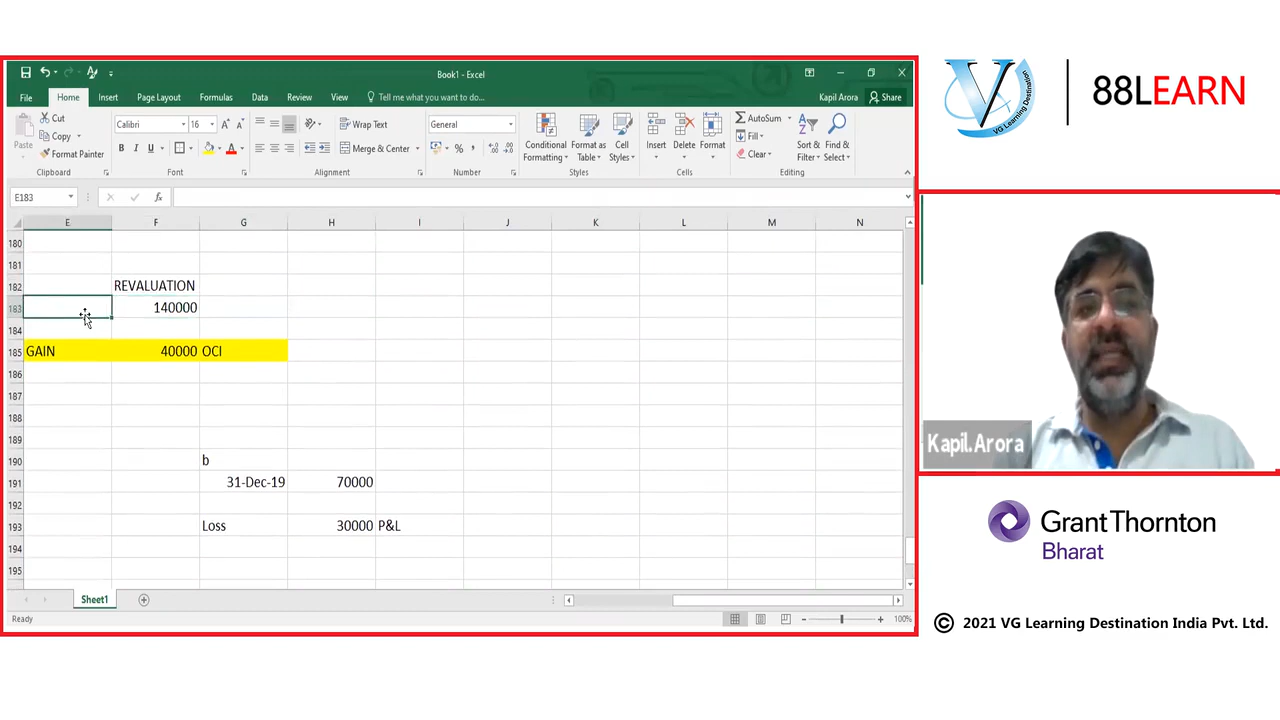 Book1 - Excel
File Home Insert Page Layout Formulas Data Review View Tell me what you want to do... Kapil Arora Share
Paste
Cut
Copy
Format Painter
Clipboard
Calibri 16
B I U
Font
Wrap Text
Merge & Center
Alignment
General
%
Number
Conditional Formatting
Format as Table
Cell Styles
Styles
Insert Delete Format
Cells
AutoSum
Fill
Clear
Sort & Filter
Find & Select
Editing
E183 fx
E F G H I J K L M N
180
181
182 REVALUATION
183 140000
184
185 GAIN 40000 OCI
186
187
188
189
190 b
191 31-Dec-19 70000
192
193 Loss 30000 P&L
194
195
Sheet1
Ready 100%
V
VG Learning Destination
88LEARN
Kapil.Arora
Grant Thornton
Bharat
© 2021 VG Learning Destination India Pvt. Ltd.